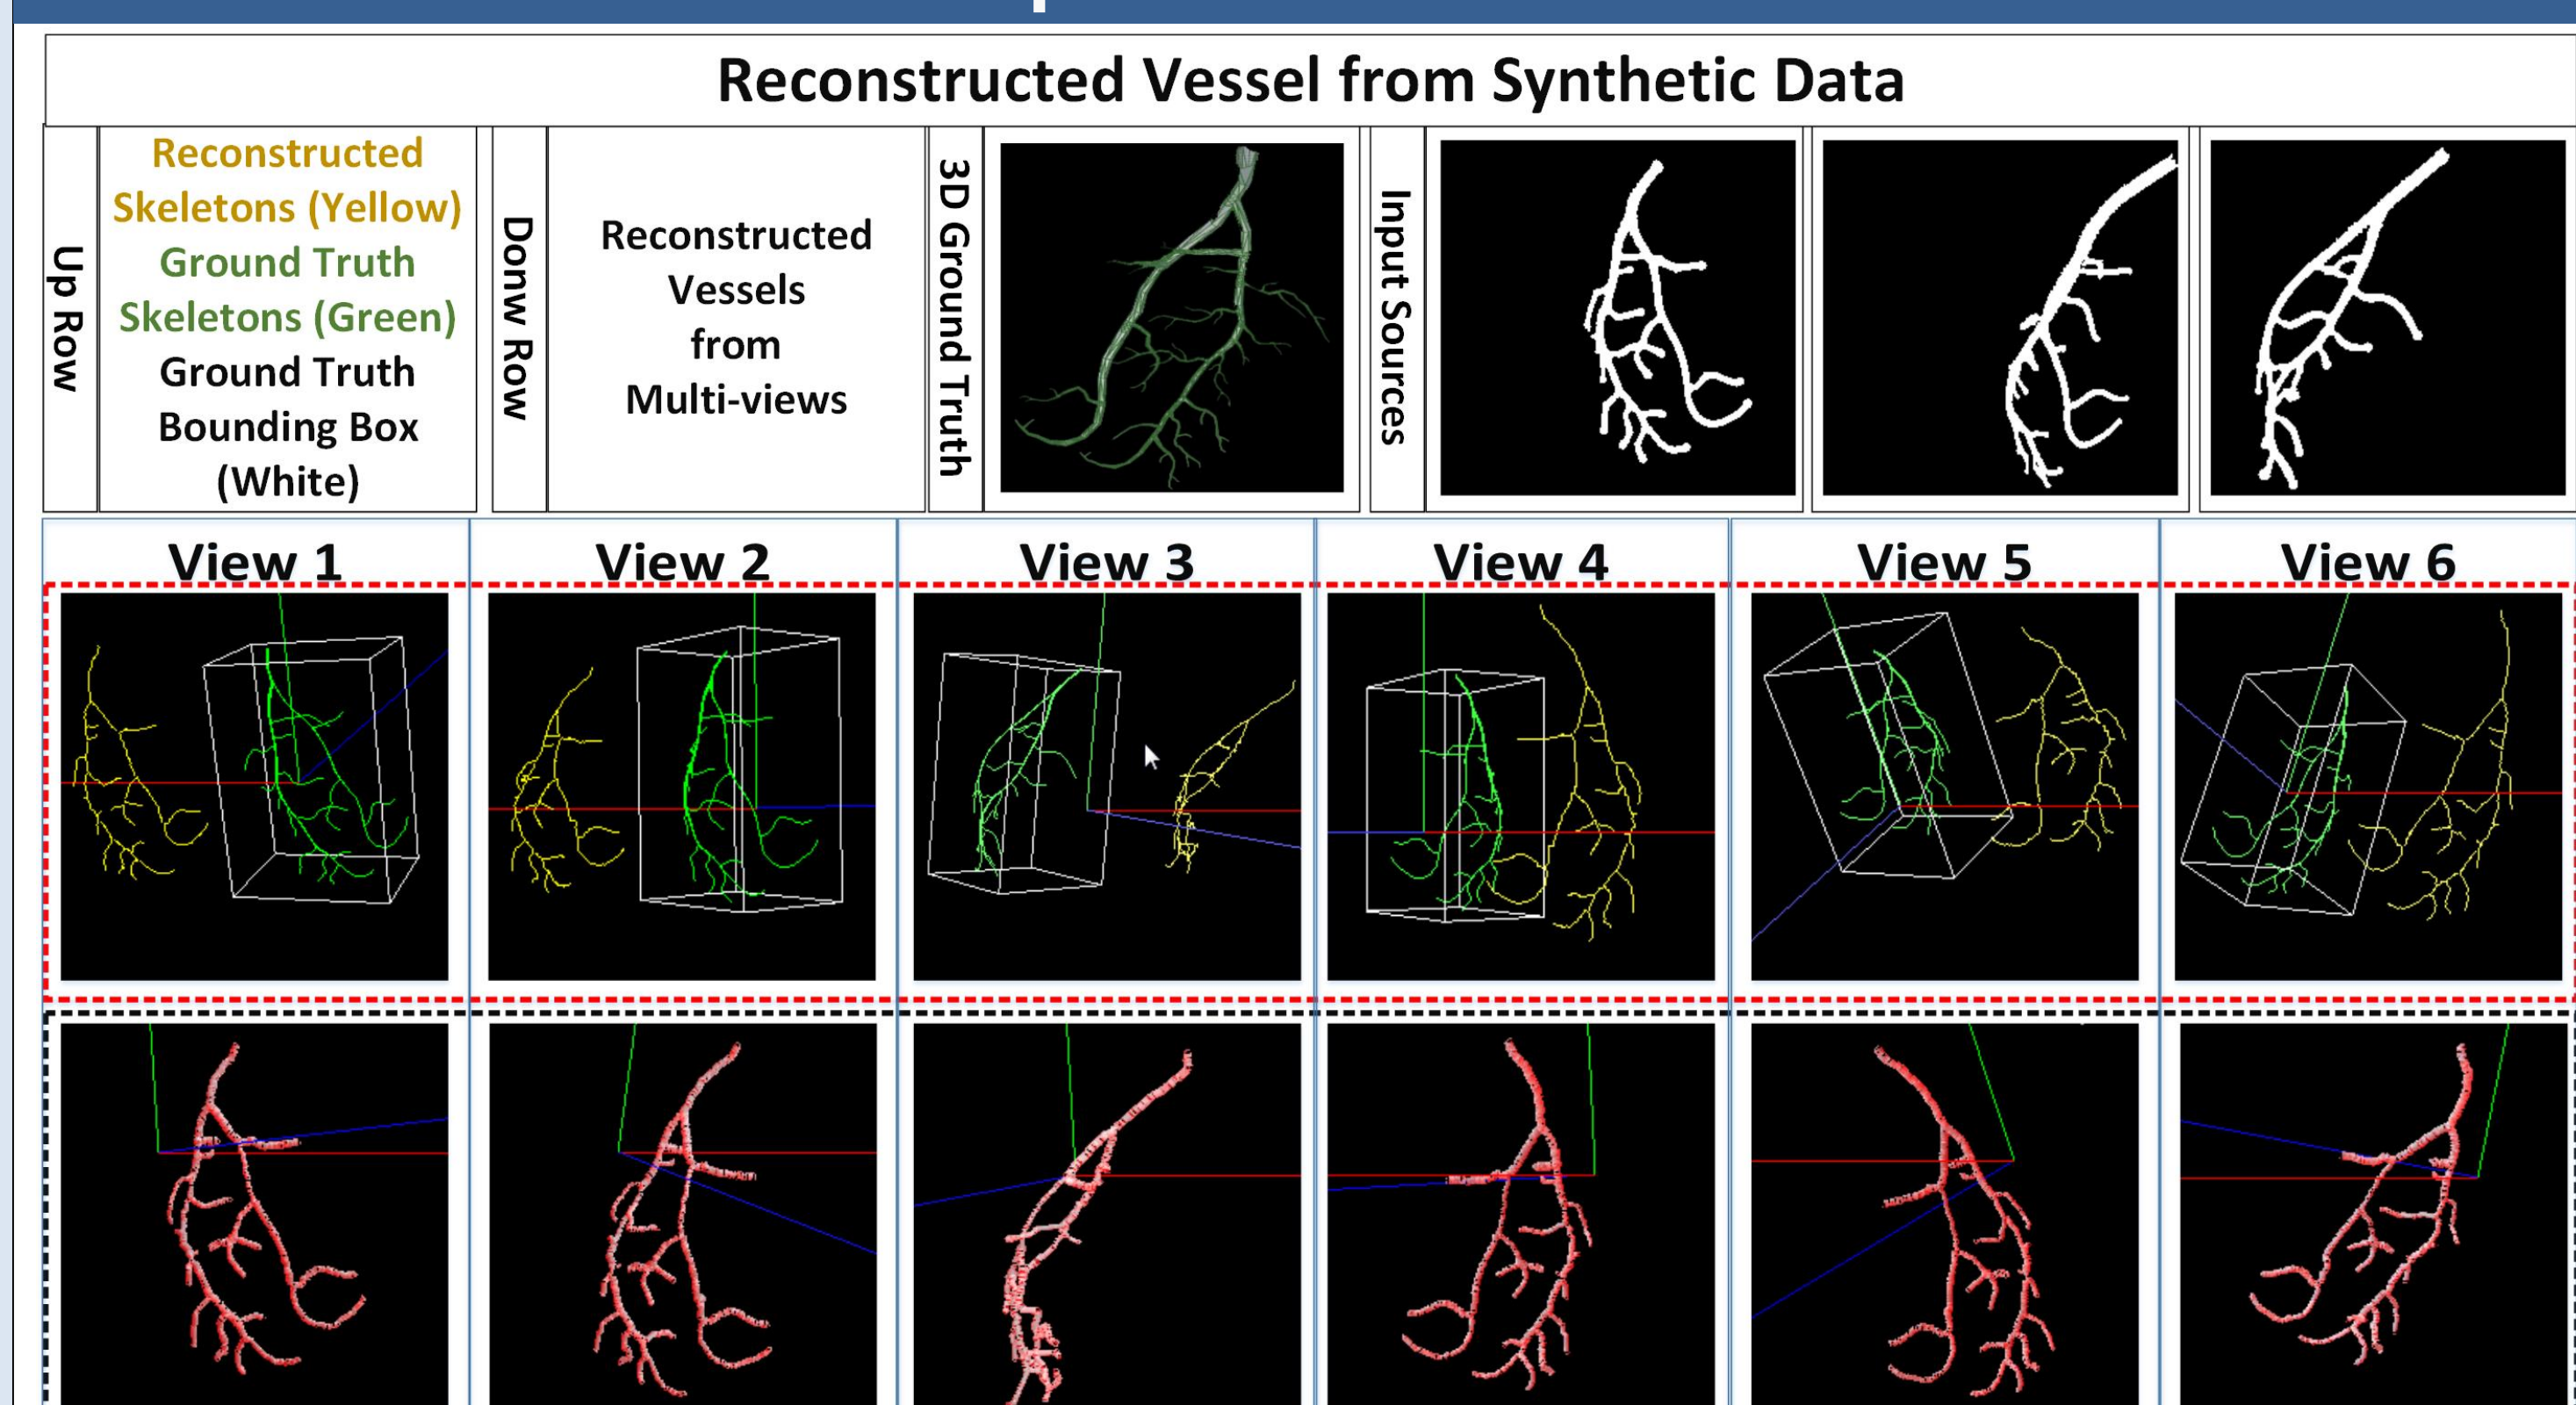 Reconstructed Vessel from Synthetic Data
Up Row
Reconstructed
Skeletons (Yellow)
Ground Truth
Skeletons (Green)
Ground Truth
Bounding Box
(White)
Donw Row
Reconstructed
Vessels
from
Multi-views
3D Ground Truth
Input Sources
View 1
View 2
View 3
View 4
View 5
View 6